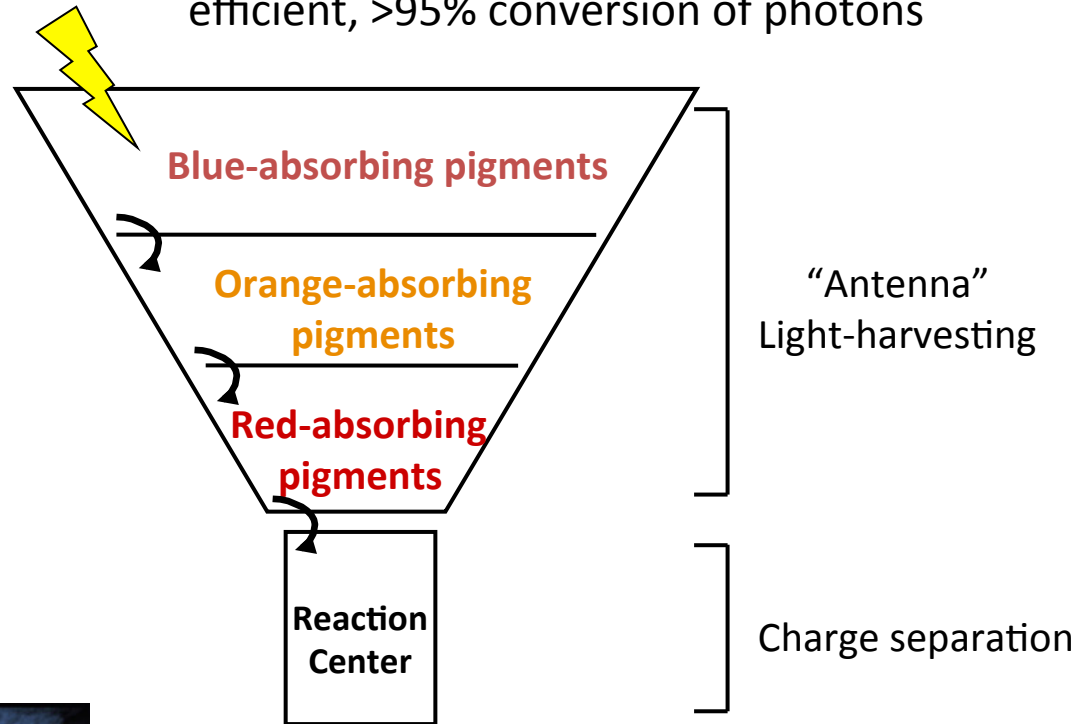 efficient, >95% conversion of photons
Blue-absorbing pigments
Orange-absorbing
pigments
Red-absorbing
pigments
“Antenna”
Light-harvesting
Reaction
Center
Charge separation